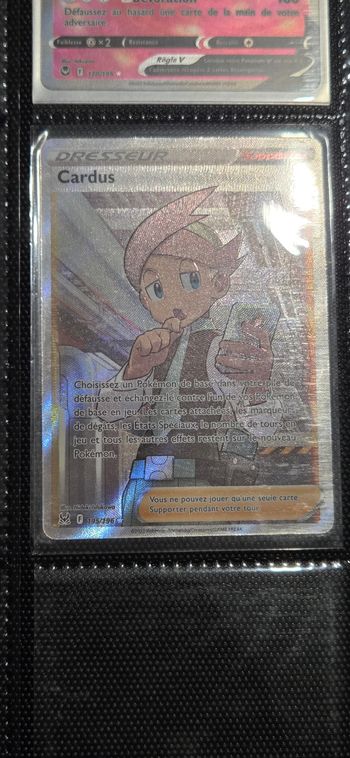 Défaussez au hasard une carte de la main de votre
adversaire.
Faiblesse ×2 Résistance Retraite
Règle V
178/196
DRESSEUR Supporter
Cardus
Choisissez un Pokémon de base dans votre pile de
défausse et échangez-le contre l'un de vos Pokémon
de base en jeu. Les cartes attachées, les marqueurs
de dégâts, les États Spéciaux, le nombre de tours en
jeu et tous les autres effets restent sur le nouveau
Pokémon.
Vous ne pouvez jouer qu'une seule carte
Supporter pendant votre tour.
F 195/196